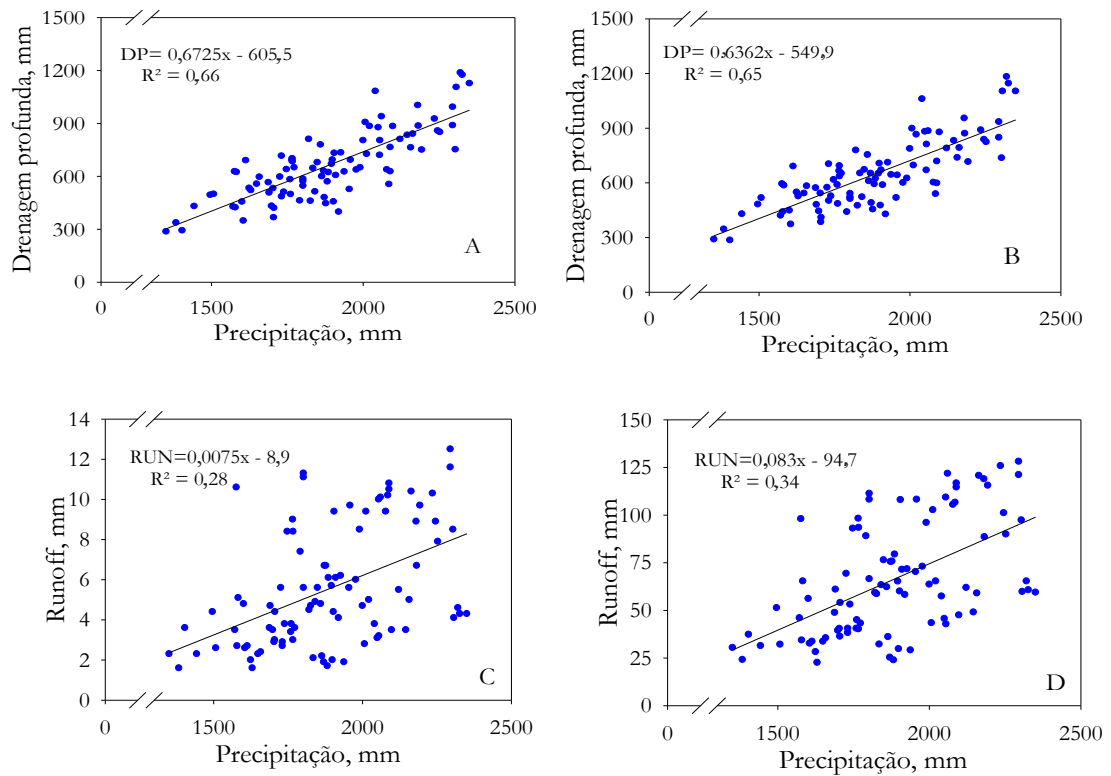 1500
1200
900
600
300
0
Drenagem profunda, mm
DP= 0,6725x - 605,5
R² = 0,66
A
0
1500
2000
2500
Precipitação, mm
1500
1200
900
600
300
0
Drenagem profunda, mm
DP= 0.6362x - 549,9
R² = 0,65
B
0
1500
2000
2500
Precipitação, mm
14
12
10
8
6
4
2
0
Runoff, mm
RUN=0,0075x - 8,9
R² = 0,28
C
0
1500
2000
2500
Precipitação, mm
150
125
100
75
50
25
0
Runoff, mm
RUN=0,083x - 94,7
R² = 0,34
D
0
1500
2000
2500
Precipitação, mm